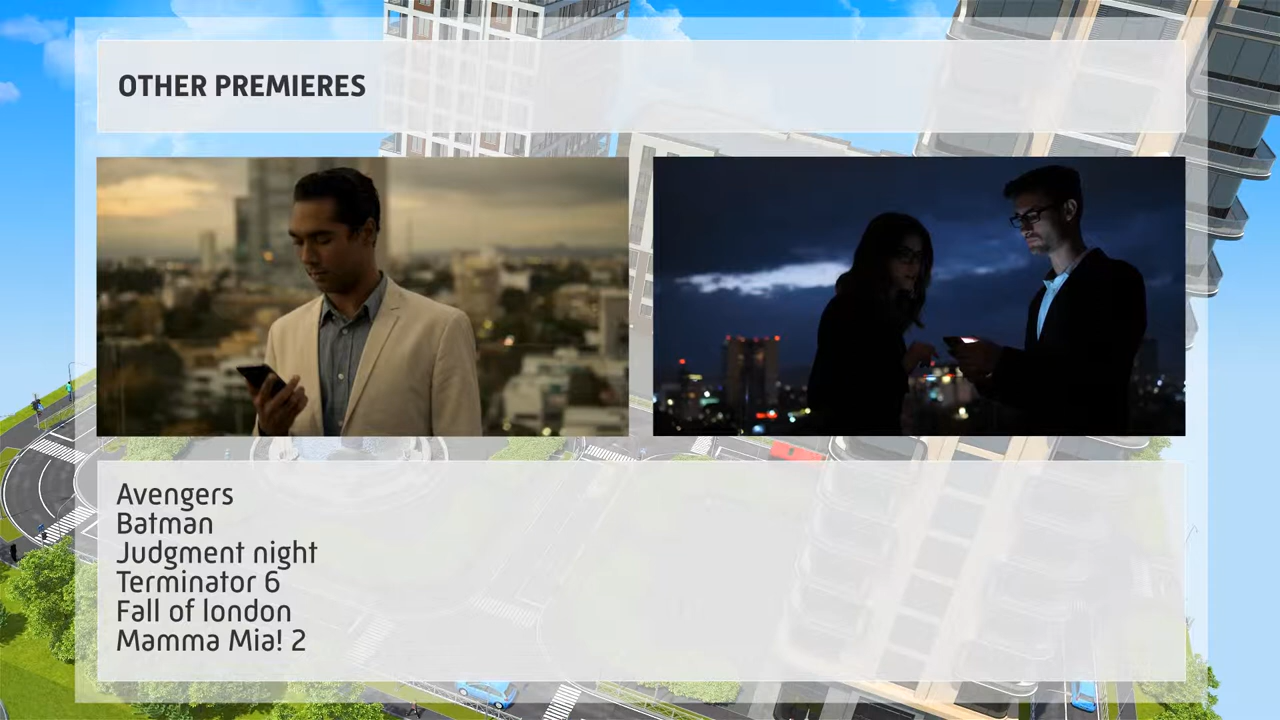 OTHER PREMIERES
Avengers
Batman
Judgment night
Terminator 6
Fall of london
Mamma Mia! 2